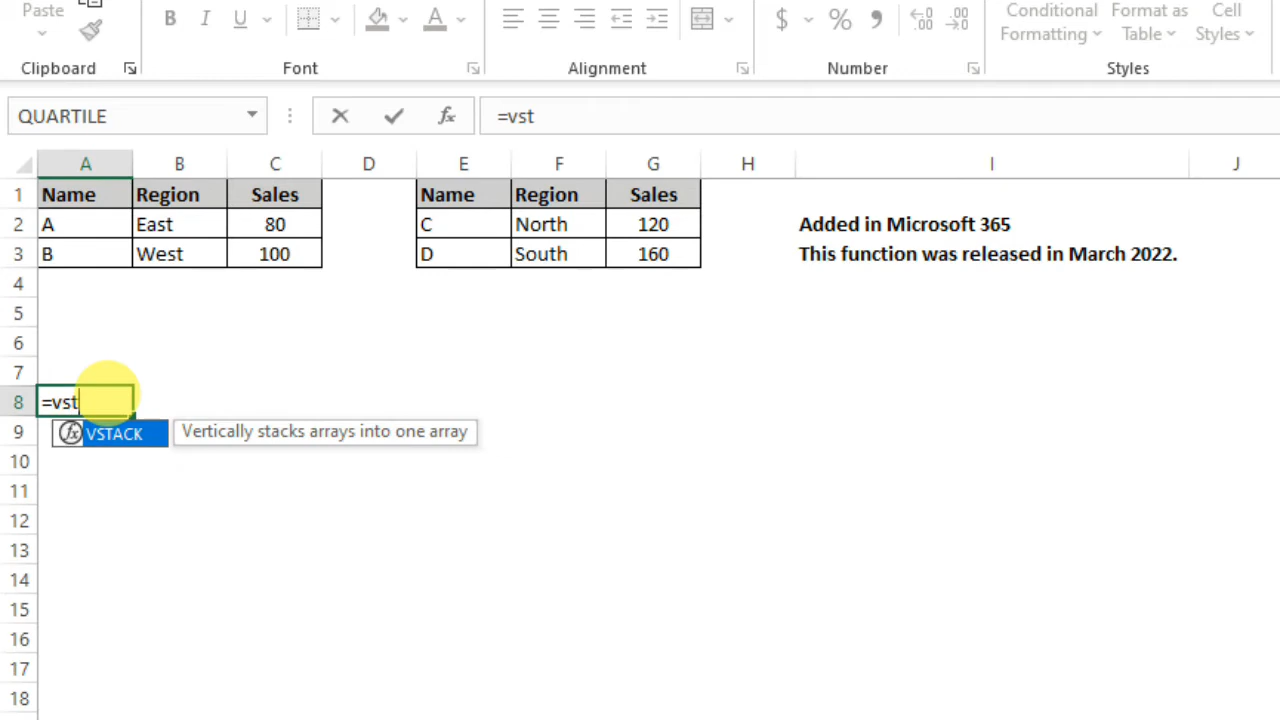 Paste
B I U A $ % ,
Conditional Formatting
Format as Table
Cell Styles
Clipboard Font Alignment Number Styles
QUARTILE fx =vst
A B C D E F G H I J
1 Name Region Sales Name Region Sales
2 A East 80 C North 120 Added in Microsoft 365
3 B West 100 D South 160 This function was released in March 2022.
4
5
6
7
8 =vst
9 fx VSTACK Vertically stacks arrays into one array
10
11
12
13
14
15
16
17
18